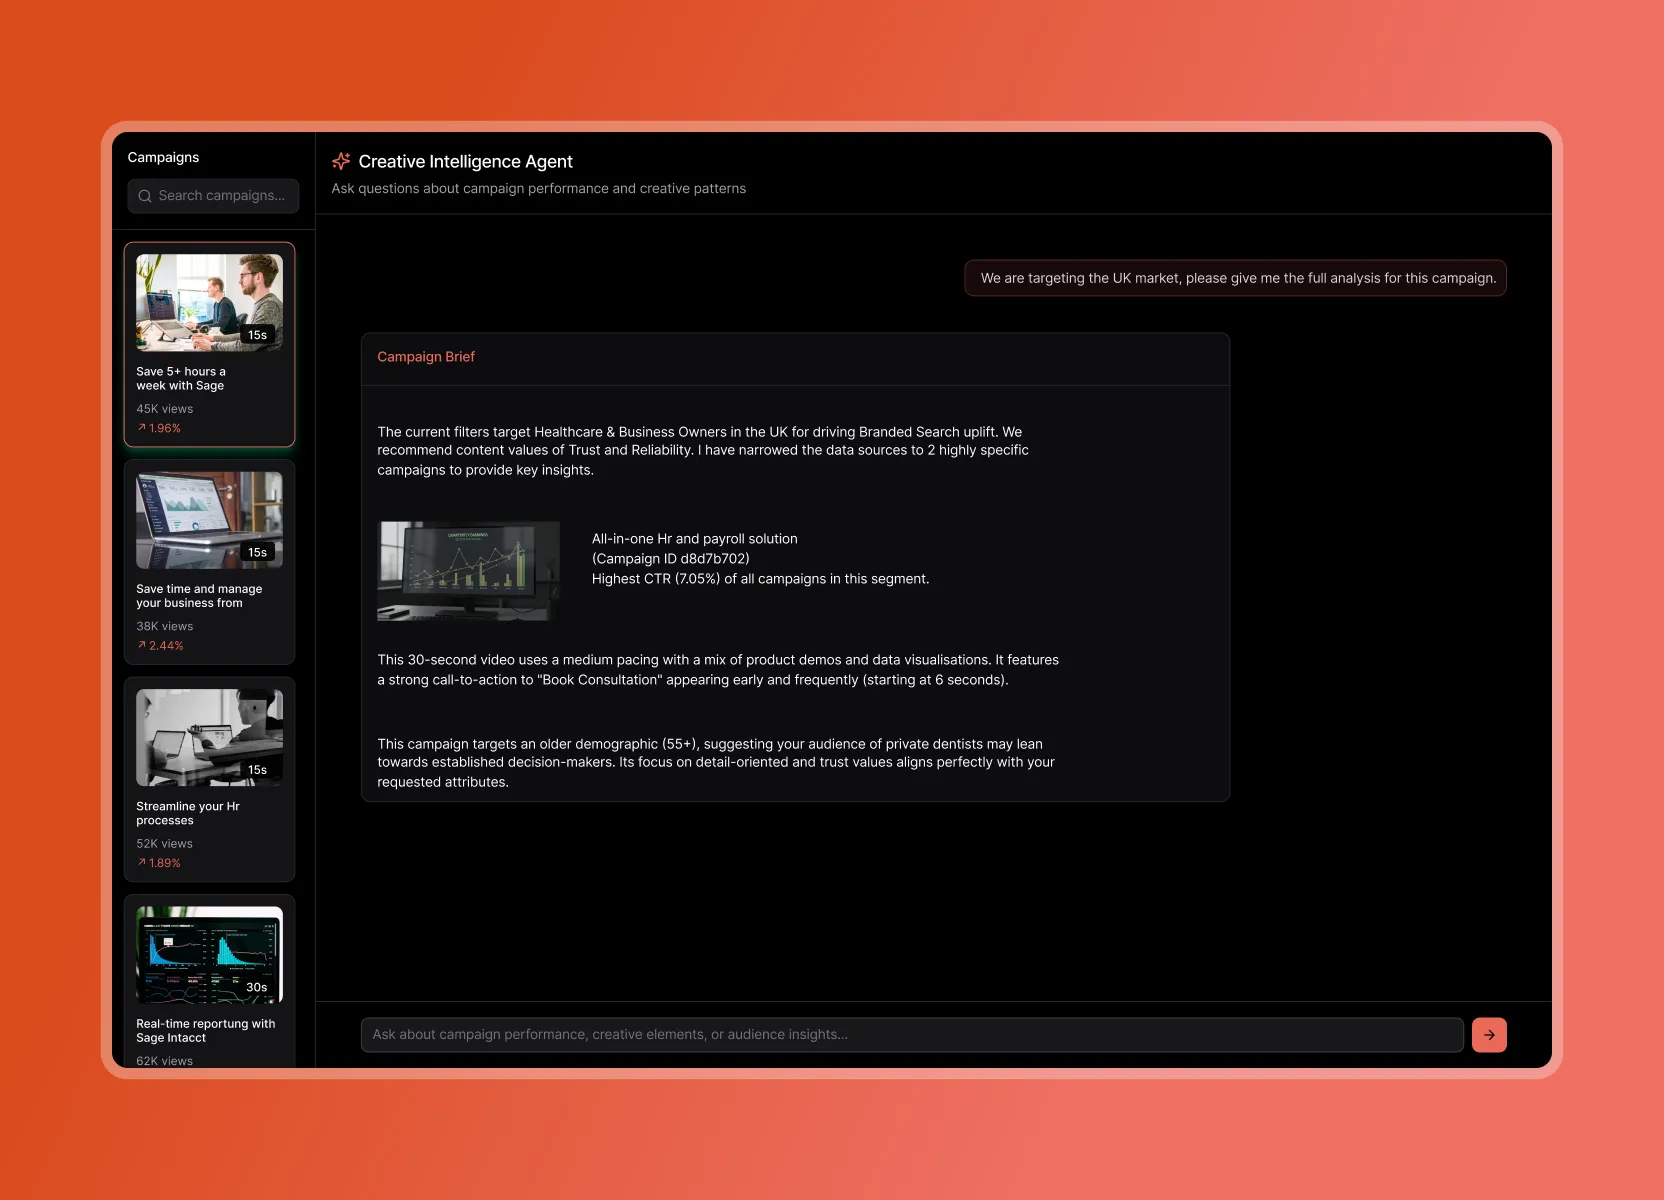 Campaigns
Search campaigns...
15s
Save 5+ hours a
week with Sage
45K views
1.96%
15s
Save time and manage
your business from
38K views
2.44%
15s
Streamline your Hr
processes
52K views
1.89%
30s
Real-time reportung with
Sage Intacct
62K views
Creative Intelligence Agent
Ask questions about campaign performance and creative patterns
We are targeting the UK market, please give me the full analysis for this campaign.
Campaign Brief
The current filters target Healthcare & Business Owners in the UK for driving Branded Search uplift. We
recommend content values of Trust and Reliability. I have narrowed the data sources to 2 highly specific
campaigns to provide key insights.
QUARTERLY EARNINGS
All-in-one Hr and payroll solution
(Campaign ID d8d7b702)
Highest CTR (7.05%) of all campaigns in this segment.
This 30-second video uses a medium pacing with a mix of product demos and data visualisations. It features
a strong call-to-action to "Book Consultation" appearing early and frequently (starting at 6 seconds).
This campaign targets an older demographic (55+), suggesting your audience of private dentists may lean
towards established decision-makers. Its focus on detail-oriented and trust values aligns perfectly with your
requested attributes.
Ask about campaign performance, creative elements, or audience insights...